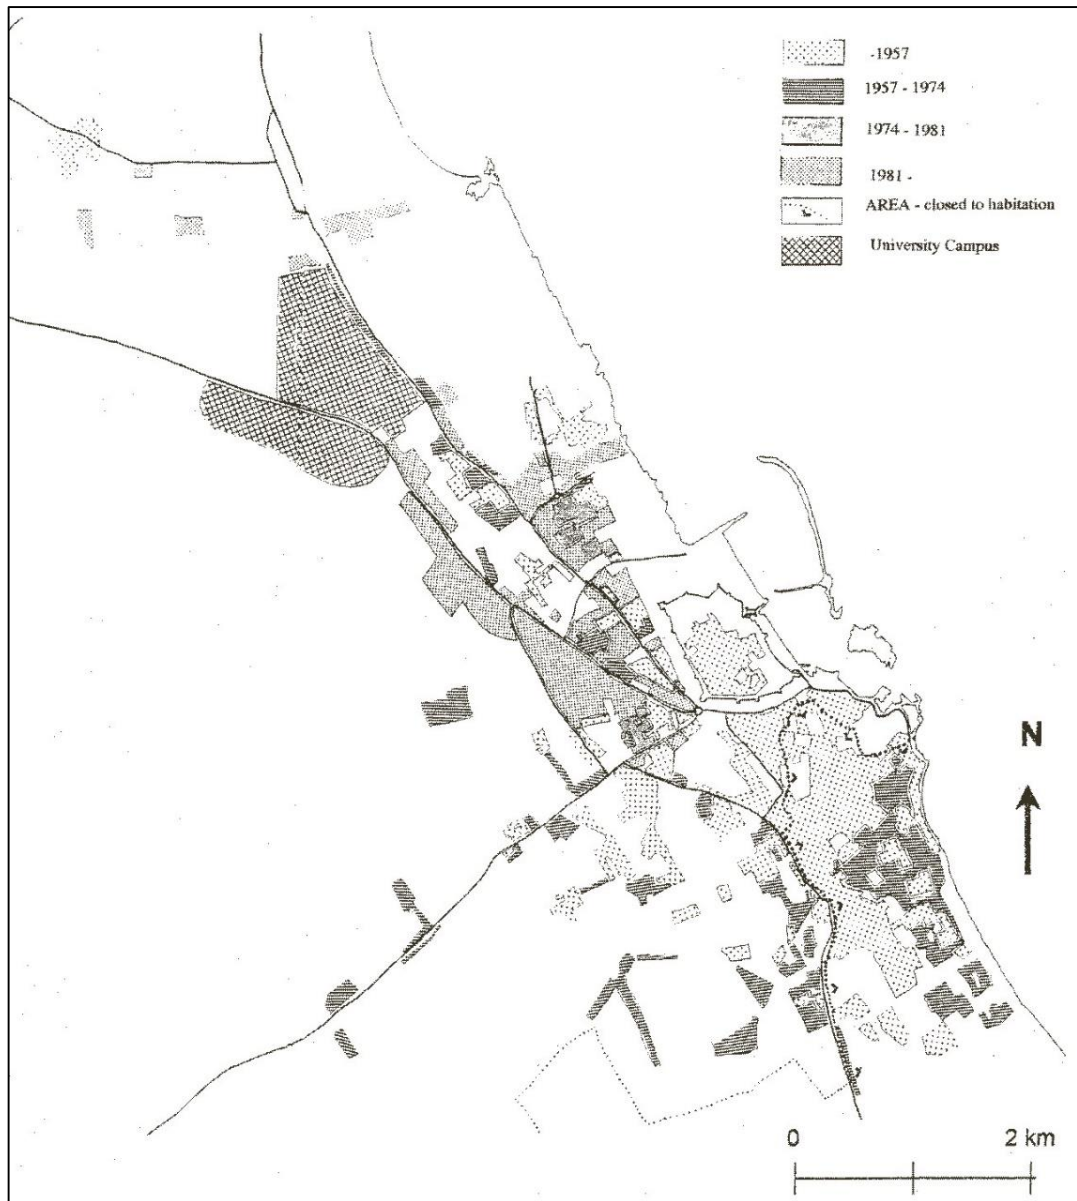 -1957
1957 - 1974
1974 - 1981
1981 -
AREA - closed to habitation
University Campus
N
0 2 km